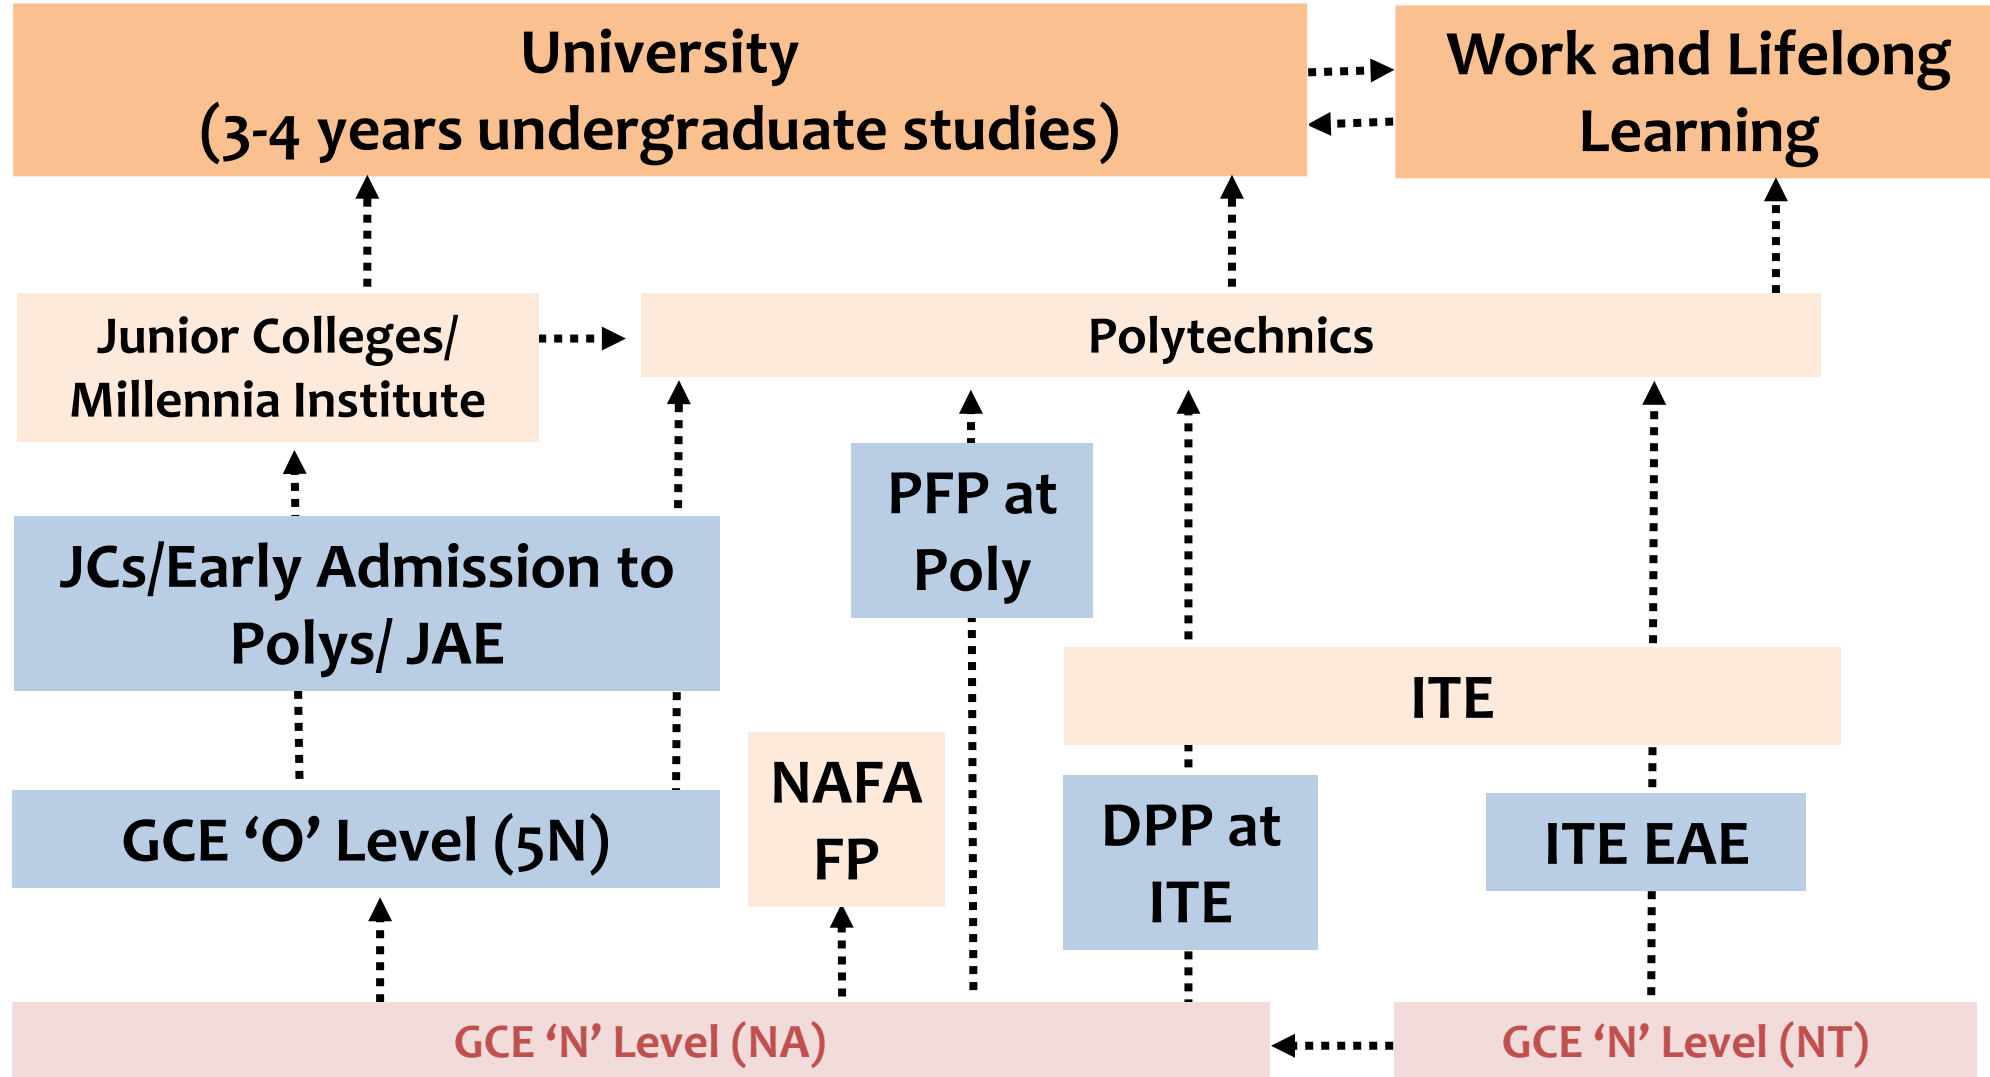 University
(3-4 years undergraduate studies)
Work and Lifelong
Learning
Junior Colleges/
Millennia Institute
Polytechnics
PFP at
Poly
JCs/Early Admission to
Polys/ JAE
ITE
NAFA
FP
DPP at
ITE
ITE EAE
GCE ‘O’ Level (5N)
GCE ‘N’ Level (NA)
GCE ‘N’ Level (NT)